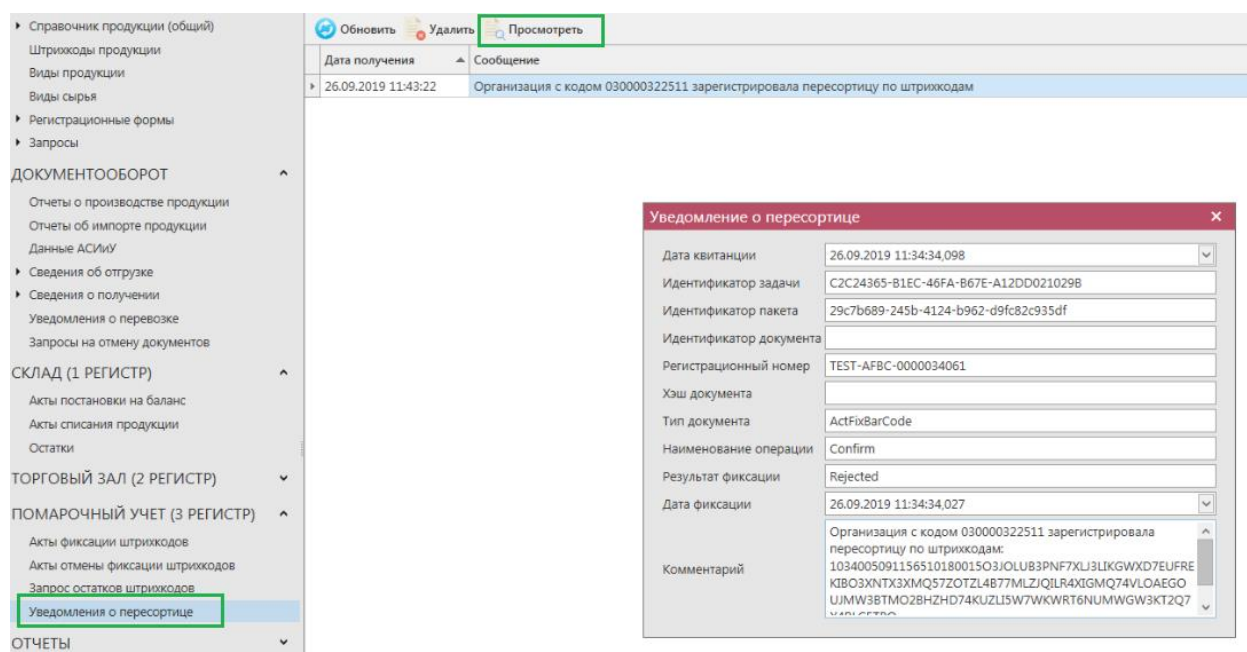 Справочник продукции (общий)
Штрихкоды продукции
Виды продукции
Виды сырья
Регистрационные формы
Запросы
ДОКУМЕНТООБОРОТ
Отчеты о производстве продукции
Отчеты об импорте продукции
Данные АСИиУ
Сведения об отгрузке
Сведения о получении
Уведомления о перевозке
Запросы на отмену документов
СКЛАД (1 РЕГИСТР)
Акты постановки на баланс
Акты списания продукции
Остатки
ТОРГОВЫЙ ЗАЛ (2 РЕГИСТР)
ПОМАРОЧНЫЙ УЧЕТ (3 РЕГИСТР)
Акты фиксации штрихкодов
Акты отмены фиксации штрихкодов
Запрос остатков штрихкодов
Уведомления о пересортице
ОТЧЕТЫ
Обновить Удалить Просмотреть
Дата получения Сообщение
26.09.2019 11:43:22 Организация с кодом 030000322511 зарегистрировала пересортицу по штрихкодам
Уведомление о пересортице
Дата квитанции 26.09.2019 11:34:34,098
Идентификатор задачи C2C24365-B1EC-46FA-B67E-A12DD021029B
Идентификатор пакета 29c7b689-245b-4124-b962-d9fc82c935df
Идентификатор документа
Регистрационный номер TEST-AFBC-0000034061
Хэш документа
Тип документа ActFixBarCode
Наименование операции Confirm
Результат фиксации Rejected
Дата фиксации 26.09.2019 11:34:34,027
Комментарий
Организация с кодом 030000322511 зарегистрировала
пересортицу по штрихкодам:
1034005091156510180015O3JOLUB3PNF7XLJ3LIKGWXD7EUFRE
KIBO3XNTX3XMQ57ZOTZL4B77MLZJQILR4XIGMQ74VLOAEGO
UJMW3BTMO2BHZHD74KUZLI5W7WKWRT6NUMWGW3KT2Q7